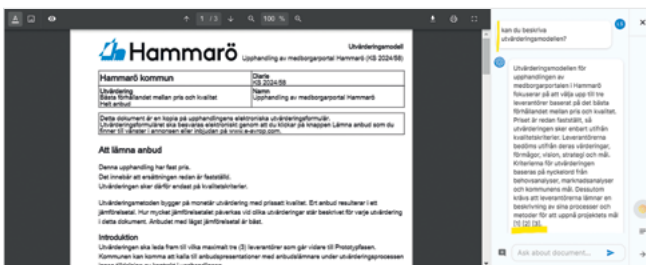 1 / 3
100 %
Hammarö
Utvärderingsmodell
Upphandling av medborgarportal Hammarö (KS 2024/58)
Hammarö kommun
Diarie
KS 2024/58
Utvärdering
Bästa förhållandet mellan pris och kvalitet
Helt anbud
Namn
Upphandling av medborgarportal Hammarö
Detta dokument är en kopia på upphandlingens elektroniska utvärderingsformulär.
Utvärderingsformuläret ska besvaras elektroniskt genom att du klickar på knappen Lämna anbud som du
finner till vänster i annonsen eller inbjudan på www.e-avrop.com.
Att lämna anbud
Denna upphandling har fast pris.
Det innebär att ersättningen redan är fastställd.
Utvärderingen sker därför endast på kvalitetskriterier.
Utvärderingsmetoden bygger på monetär utvärdering med prissatt kvalitet. Ert anbud resulterar i ett
jämförelsetal. Hur mycket jämförelsetalet påverkas vid olika utvärderingar står beskrivet för varje utvärdering
i detta dokument. Anbudet med lägst jämförelsetal är bäst.
Introduktion
Utvärderingen ska leda fram till vilka maximalt tre (3) leverantörer som går vidare till Prototypfasen.
Kommunen kan komma att kalla till anbudspresentationer med anbudslämnare under utvärderingsprocessen
kan du beskriva
utvärderingsmodellen?
Utvärderingsmodellen för
upphandlingen av
medborgarportalen i Hammarö
fokuserar på att välja upp till tre
leverantörer baserat på det bästa
förhållandet mellan pris och kvalitet.
Priset är redan fastställt, så
utvärderingen sker enbart utifrån
kvalitetskriterier. Leverantörerna
bedöms utifrån deras värderingar,
förmågor, vision, strategi och mål.
Kriterierna för utvärderingen
baseras på nyckelord från
behovsanalyser, marknadsanalyser
och kommunens mål. Dessutom
krävs att leverantörerna lämnar en
beskrivning av sina processer och
metoder för att uppnå projektets mål
[1] [2] [3].
Ask about document...